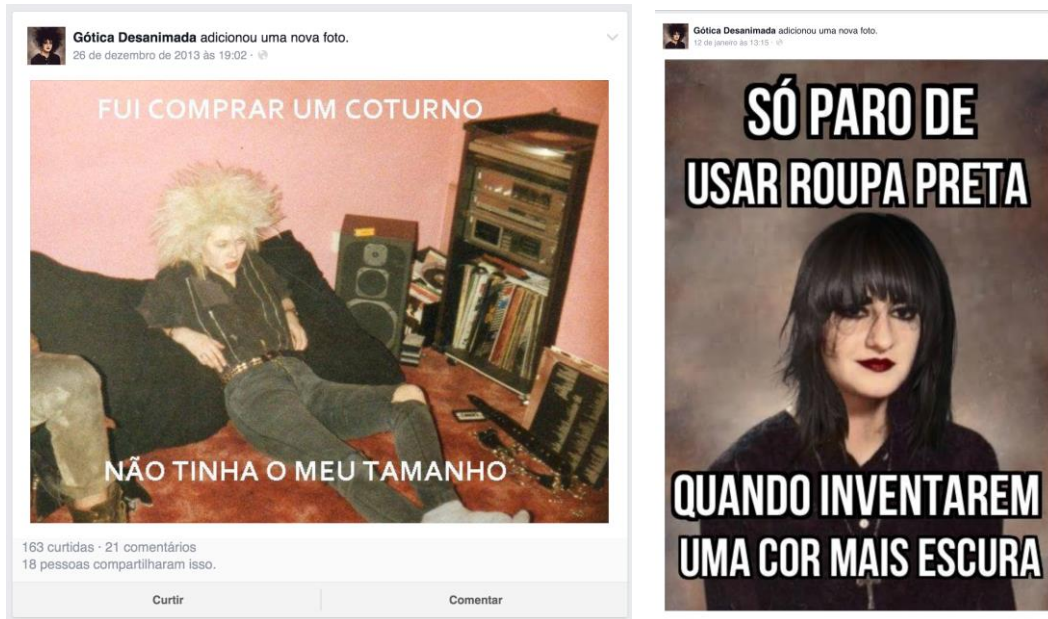 Gótica Desanimada adicionou uma nova foto.
26 de dezembro de 2013 às 19:02 ·
FUI COMPRAR UM COTURNO
NÃO TINHA O MEU TAMANHO
163 curtidas · 21 comentários
18 pessoas compartilharam isso.
Curtir
Comentar
Gótica Desanimada adicionou uma nova foto.
12 de janeiro às 13:15 ·
SÓ PARO DE
USAR ROUPA PRETA
QUANDO INVENTAREM
UMA COR MAIS ESCURA